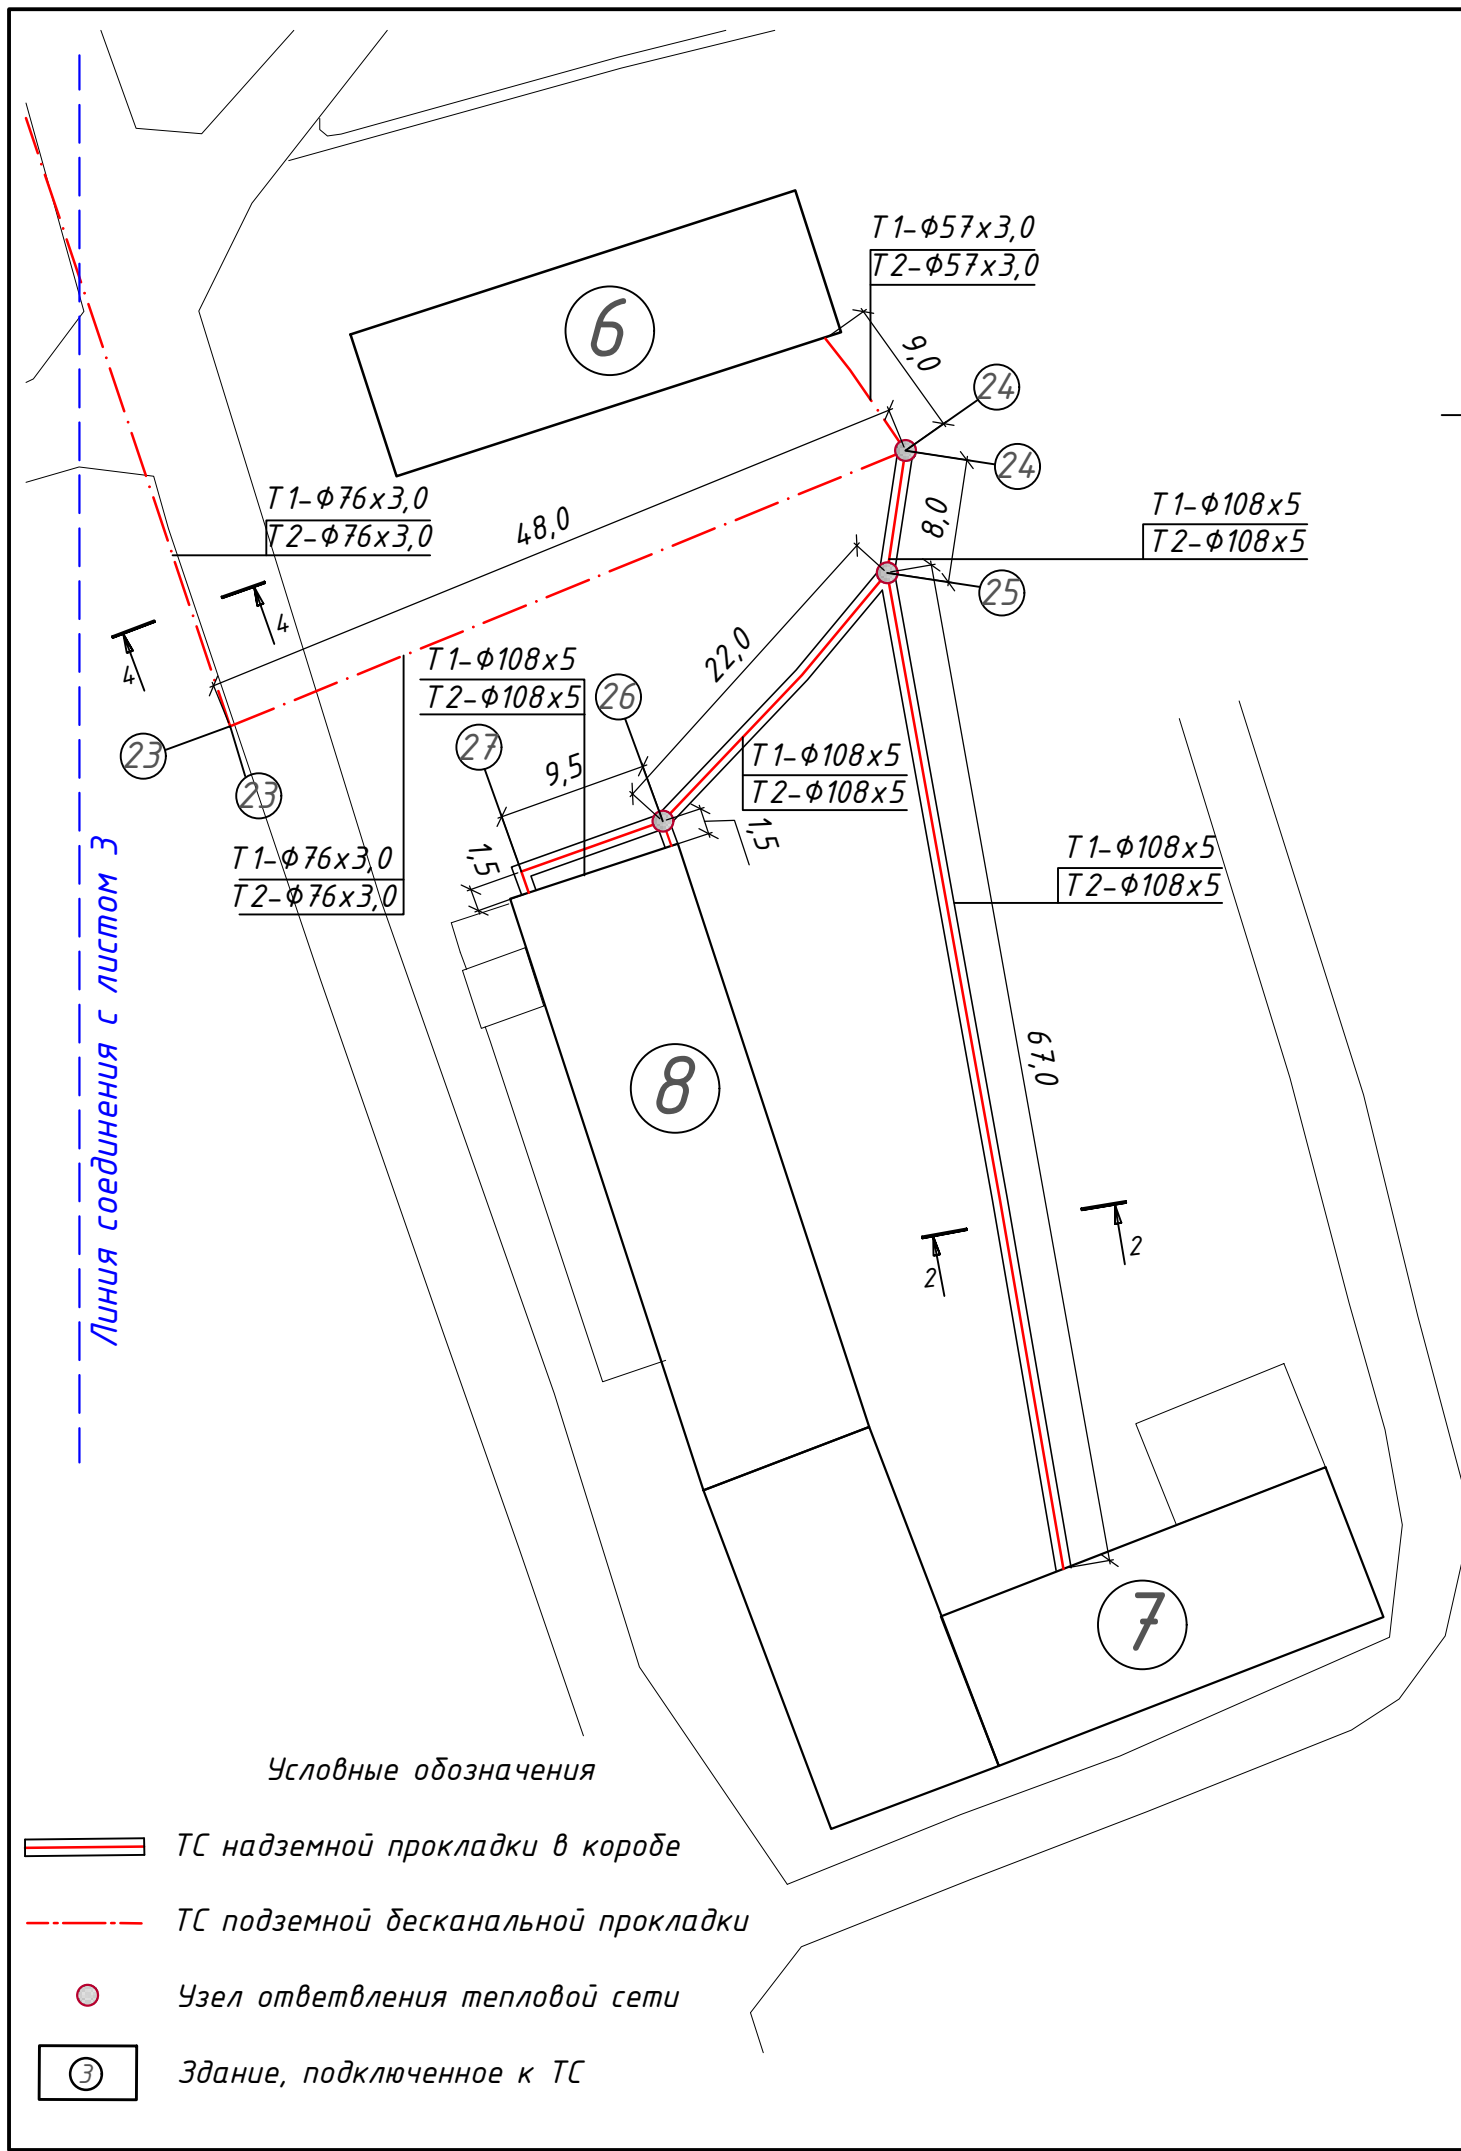 Т1-Ф57х3,0
Т2-Ф57х3,0
6
9,0
24
24
Т1-Ф76х3,0
Т2-Ф76х3,0
48,0
8,0
Т1-Ф108х5
Т2-Ф108х5
25
4
4
22,0
Т1-Ф108х5
Т2-Ф108х5
26
27
23
23
9,5
Т1-Ф108х5
Т2-Ф108х5
1,5
1,5
Т1-Ф76х3,0
Т2-Ф76х3,0
Т1-Ф108х5
Т2-Ф108х5
Линия соединения с листом 3
67,0
8
2
2
7
Условные обозначения
ТС надземной прокладки в коробе
ТС подземной бесканальной прокладки
Узел ответвления тепловой сети
3
Здание, подключенное к ТС